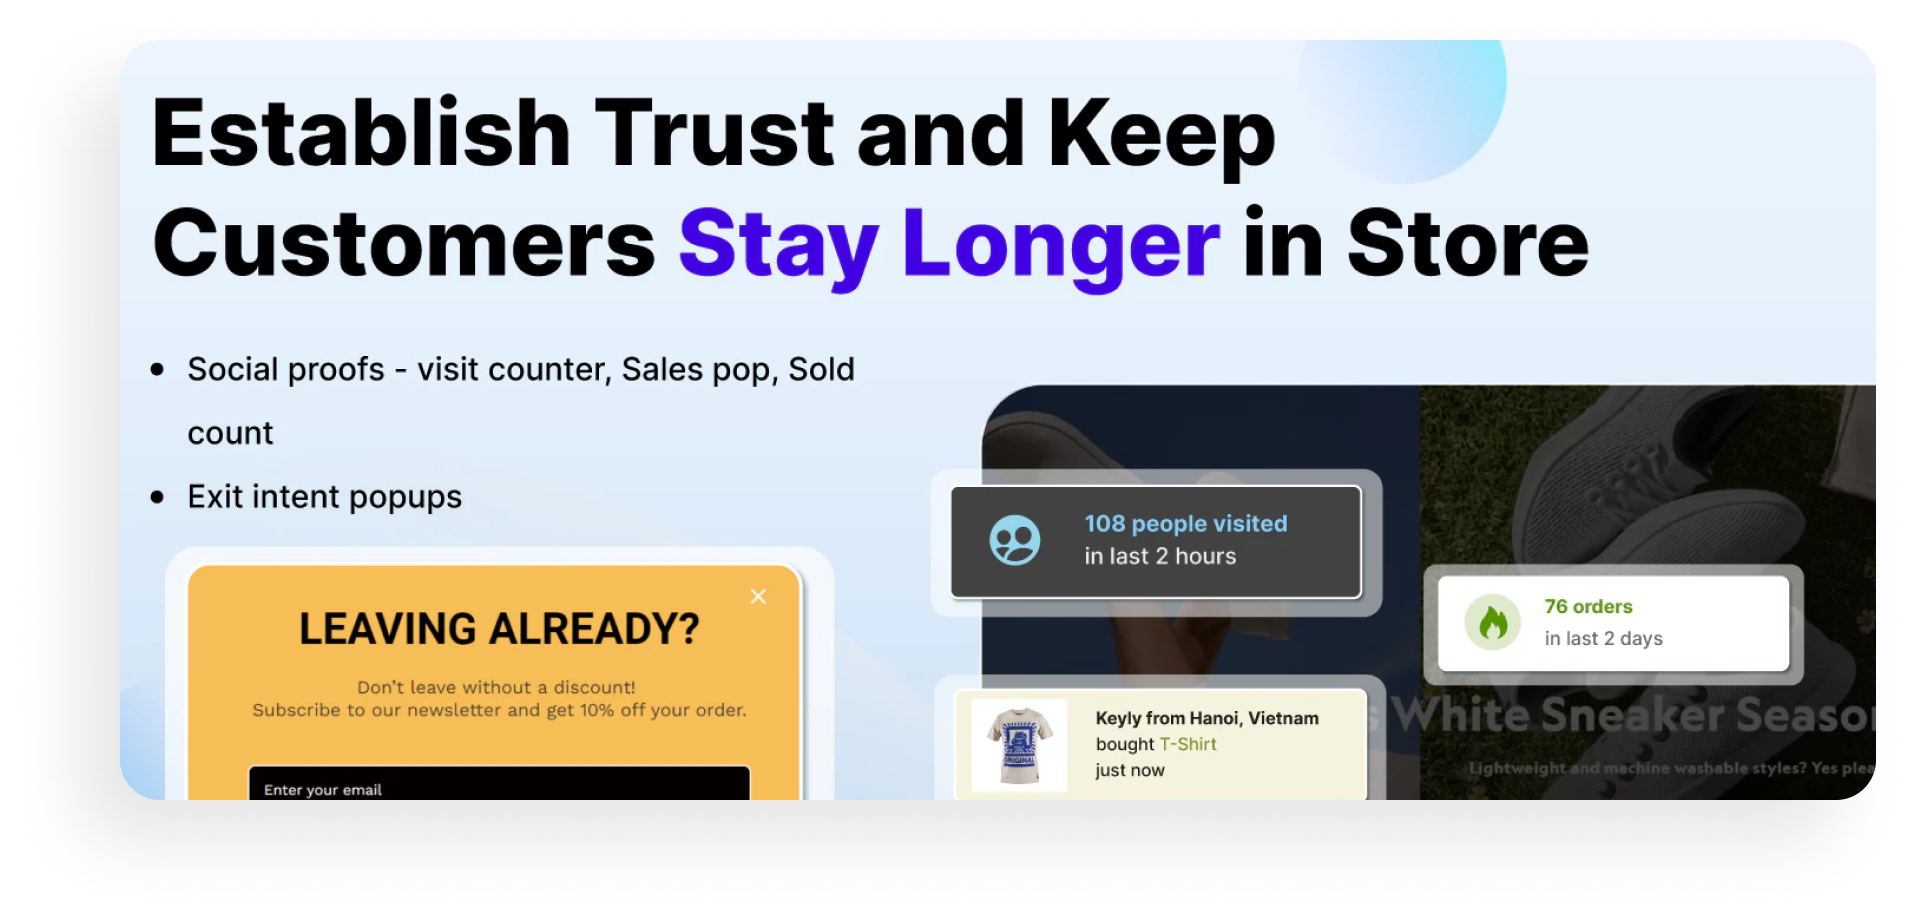 Establish Trust and Keep
Customers Stay Longer in Store
• Social proofs - visit counter, Sales pop, Sold
count
• Exit intent popups
LEAVING ALREADY?
Don't leave without a discount!
Subscribe to our newsletter and get 10% off your order.
Enter your email
108 people visited
in last 2 hours
76 orders
in last 2 days
Keyly from Hanoi, Vietnam
bought T-Shirt
just now
ORIGINAL
White Sneaker
Lightweight and machine washable styles? Yes